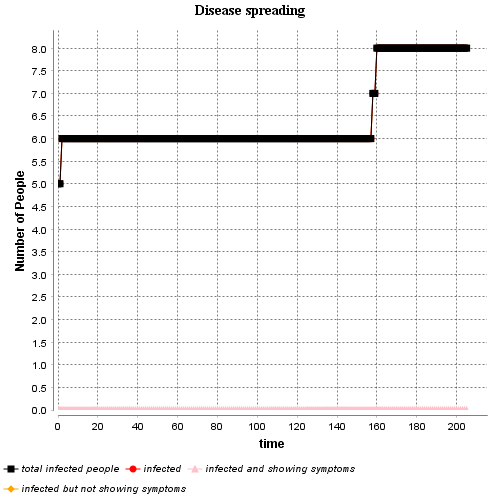 Disease spreading
8.0
7.5
7.0
6.5
6.0
5.5
5.0
4.5
4.0
3.5
3.0
2.5
2.0
1.5
1.0
0.5
0.0
Number of People
0 20 40 60 80 100 120 140 160 180 200
time
total infected people infected infected and showing symptoms
infected but not showing symptoms